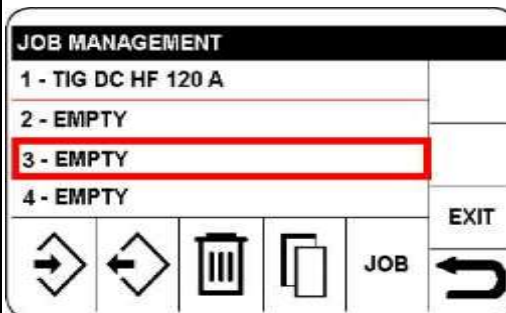 JOB MANAGEMENT
1 - TIG DC HF 120 A
2 - EMPTY
3 - EMPTY
4 - EMPTY
EXIT
JOB